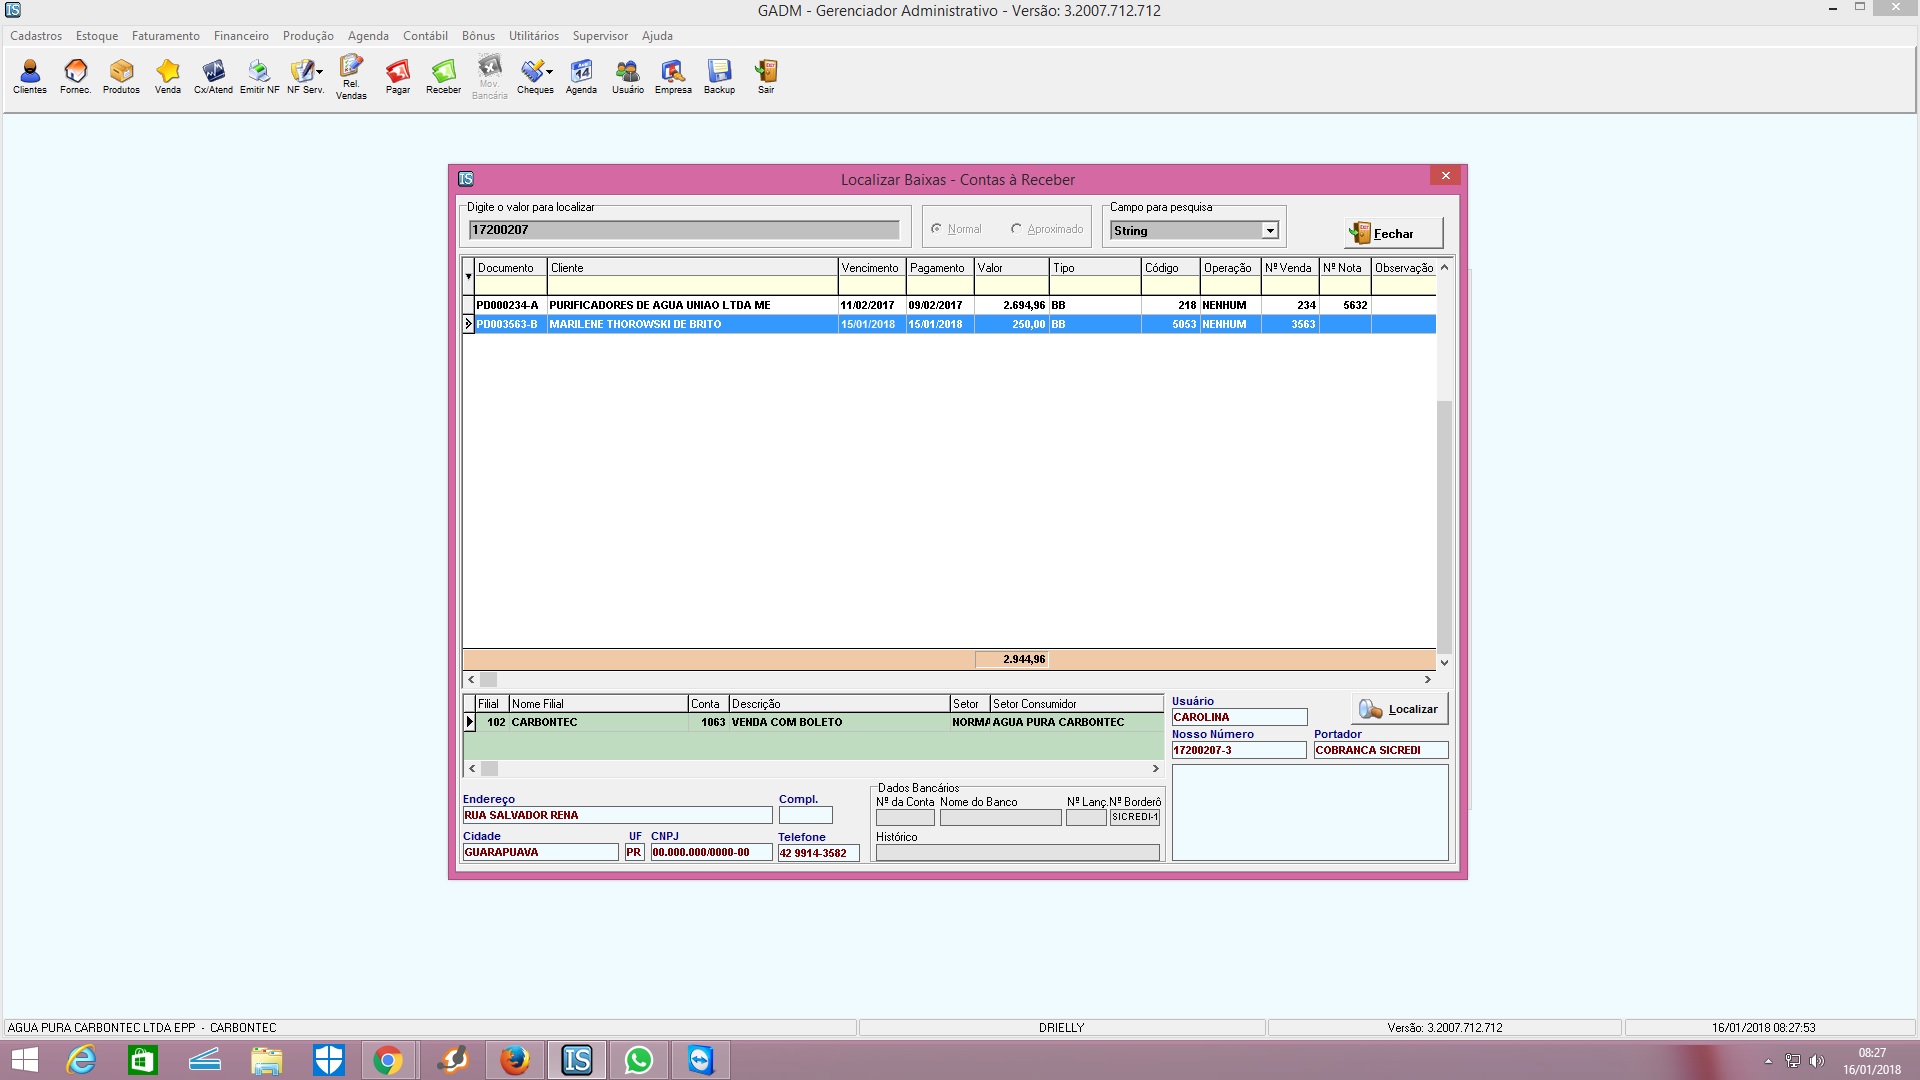 IS
GADM - Gerenciador Administrativo - Versão: 3.2007.712.712
Cadastros Estoque Faturamento Financeiro Produção Agenda Contábil Bônus Utilitários Supervisor Ajuda
Clientes Fornec. Produtos Venda Cx/Atend Emitir NF NF Serv. Rel. Vendas Pagar Receber Mov. Bancária Cheques Agenda Usuário Empresa Backup Sair
IS
Localizar Baixas - Contas à Receber
Digite o valor para localizar
17200207
Normal Aproximado
Campo para pesquisa
String
Fechar
Documento Cliente Vencimento Pagamento Valor Tipo Código Operação Nº Venda Nº Nota Observação
PD000234-A PURIFICADORES DE AGUA UNIAO LTDA ME 11/02/2017 09/02/2017 2.694,96 BB 218 NENHUM 234 5632
PD003563-B MARILENE THOROWSKI DE BRITO 15/01/2018 15/01/2018 250,00 BB 5053 NENHUM 3563
2.944,96
Filial Nome Filial Conta Descrição Setor Setor Consumidor
102 CARBONTEC 1063 VENDA COM BOLETO NORMA AGUA PURA CARBONTEC
Usuário
CAROLINA
Localizar
Nosso Número Portador
17200207-3 COBRANCA SICREDI
Endereço Compl.
RUA SALVADOR RENA
Cidade UF CNPJ Telefone
GUARAPUAVA PR 00.000.000/0000-00 42 9914-3582
Dados Bancários
Nº da Conta Nome do Banco Nº Lanç. Nº Borderô
SICREDI-1
Histórico
AGUA PURA CARBONTEC LTDA EPP - CARBONTEC DRIELLY Versão: 3.2007.712.712 16/01/2018 08:27:53
IS
08:27
16/01/2018